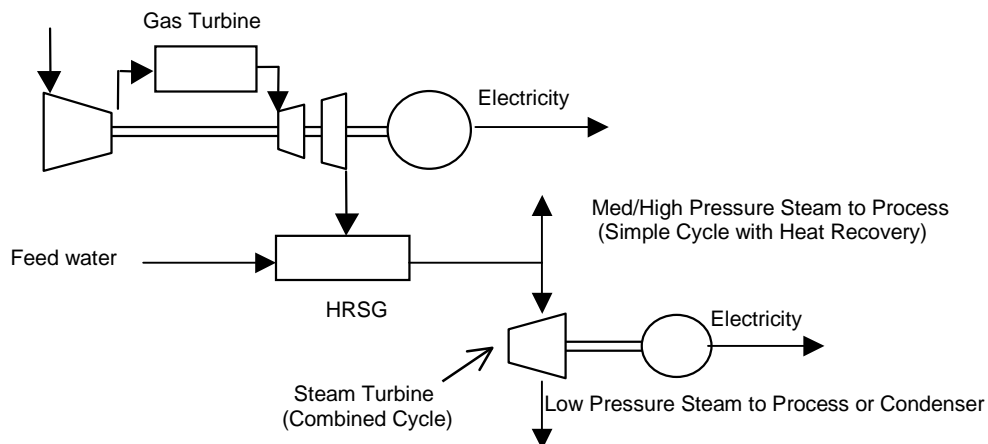 Gas Turbine
Electricity
Med/High Pressure Steam to Process
(Simple Cycle with Heat Recovery)
Feed water
HRSG
Electricity
Steam Turbine
(Combined Cycle)
Low Pressure Steam to Process or Condenser